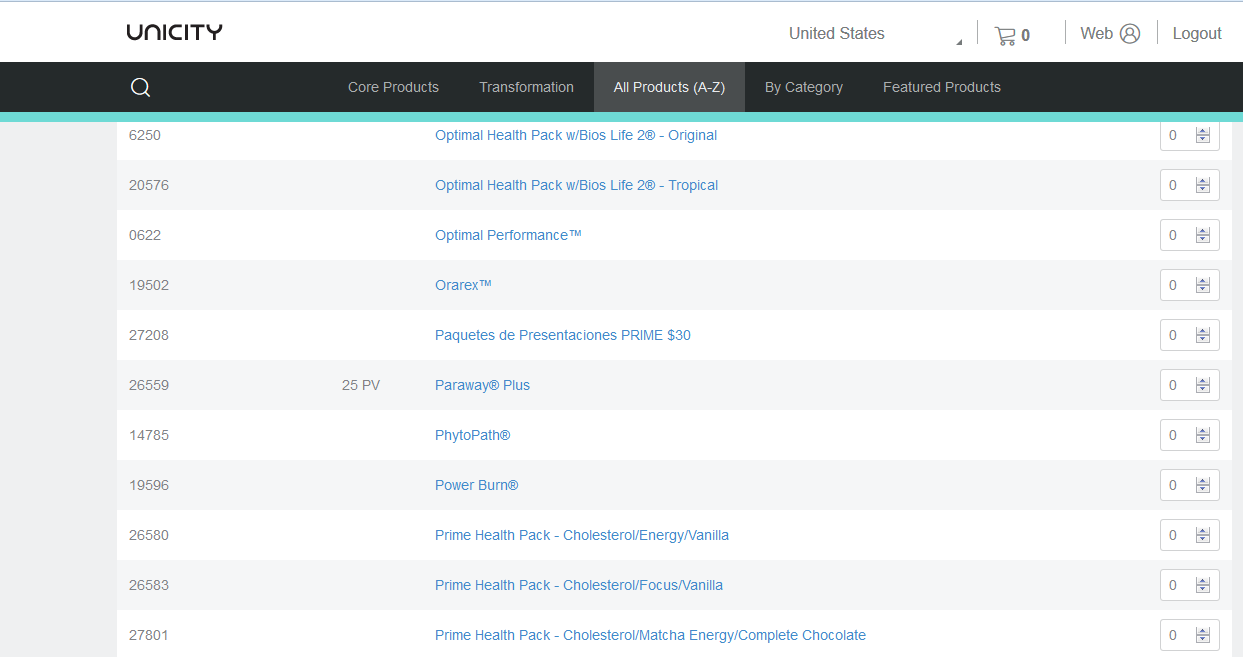 UNICITY
United States
0
Web
Logout
Core Products
Transformation
All Products (A-Z)
By Category
Featured Products
6250 Optimal Health Pack w/Bios Life 2® - Original 0
20576 Optimal Health Pack w/Bios Life 2® - Tropical 0
0622 Optimal Performance™ 0
19502 Orarex™ 0
27208 Paquetes de Presentaciones PRIME $30 0
26559 25 PV Paraway® Plus 0
14785 PhytoPath® 0
19596 Power Burn® 0
26580 Prime Health Pack - Cholesterol/Energy/Vanilla 0
26583 Prime Health Pack - Cholesterol/Focus/Vanilla 0
27801 Prime Health Pack - Cholesterol/Matcha Energy/Complete Chocolate 0